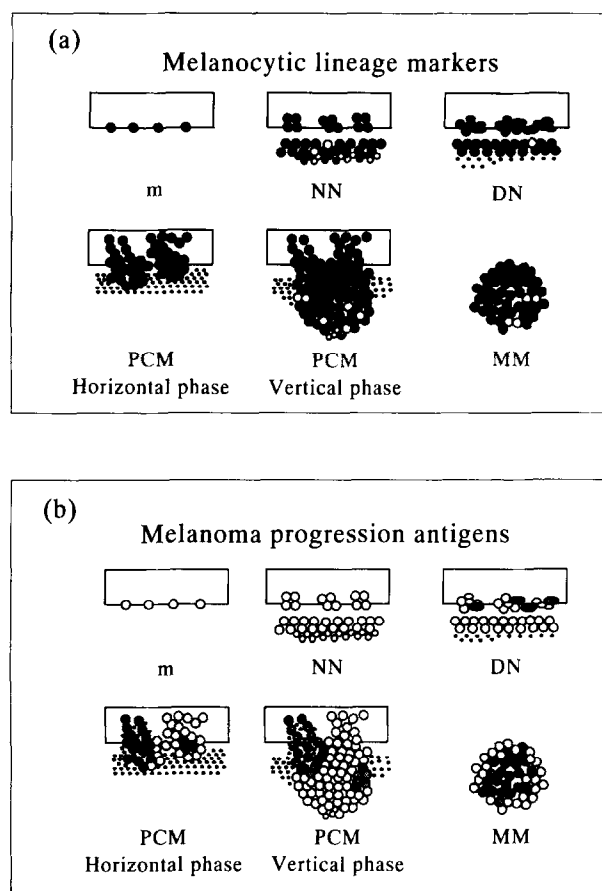 (a)
Melanocytic lineage markers
m NN DN
PCM PCM MM
Horizontal phase Vertical phase
(b)
Melanoma progression antigens
m NN DN
PCM PCM MM
Horizontal phase Vertical phase